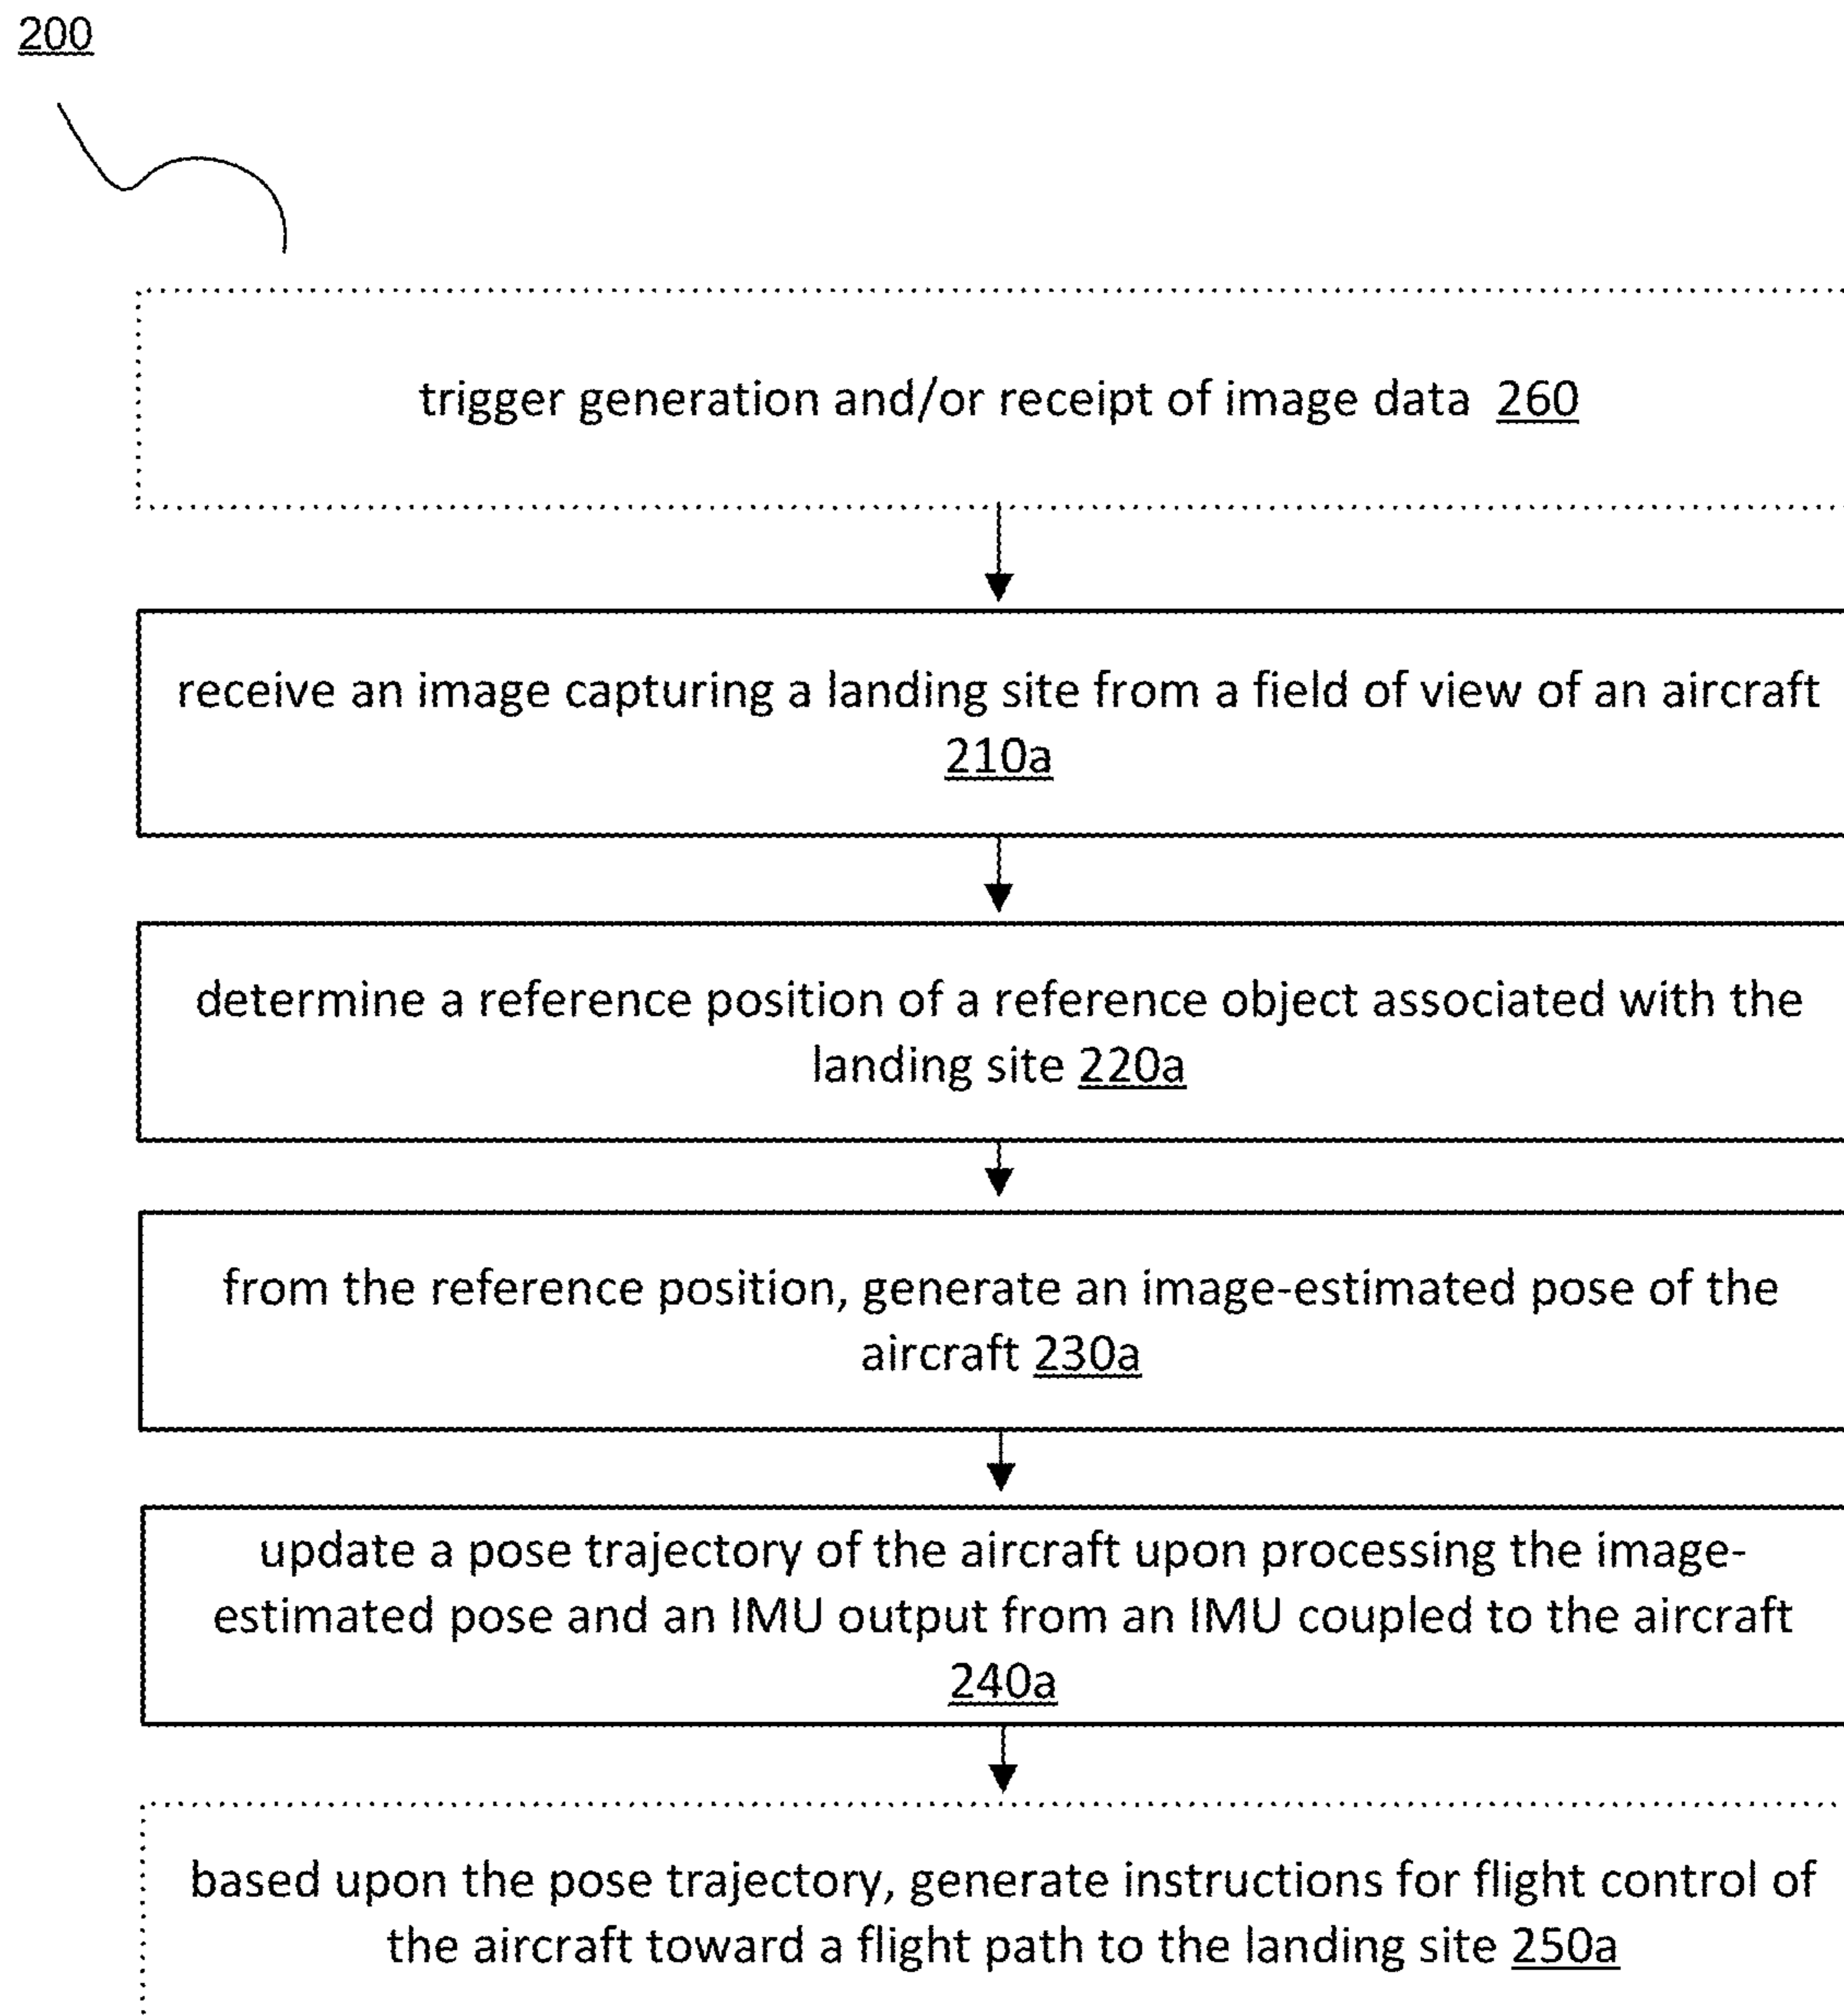 200
trigger generation and/or receipt of image data 260
receive an image capturing a landing site from a field of view of an aircraft
210a
determine a reference position of a reference object associated with the
landing site 220a
from the reference position, generate an image-estimated pose of the
aircraft 230a
update a pose trajectory of the aircraft upon processing the image-
estimated pose and an IMU output from an IMU coupled to the aircraft
240a
based upon the pose trajectory, generate instructions for flight control of
the aircraft toward a flight path to the landing site 250a